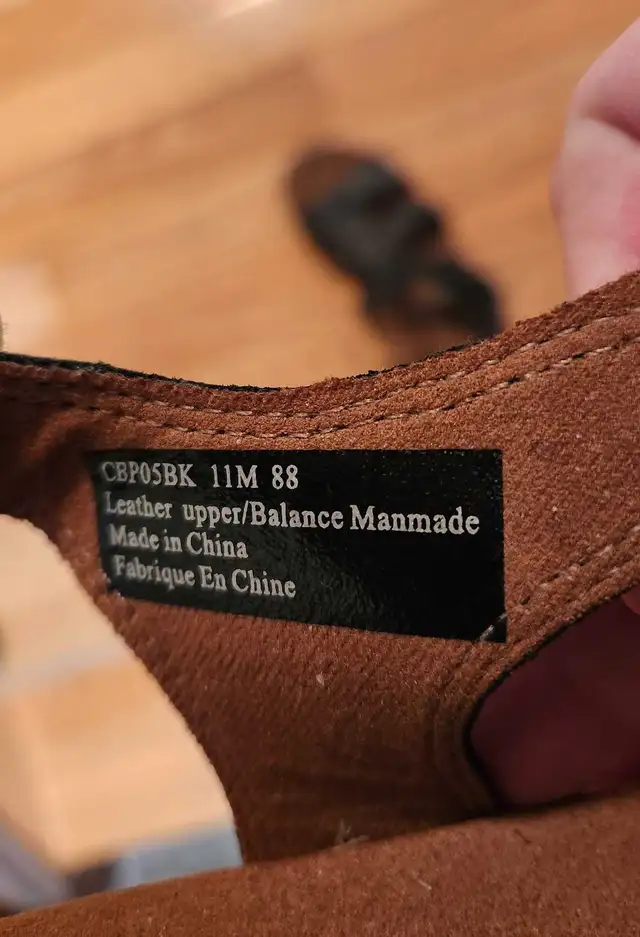 CBP05BK 11M 88
Leather upper/Balance Manmade
Made in China
Fabrique En Chine